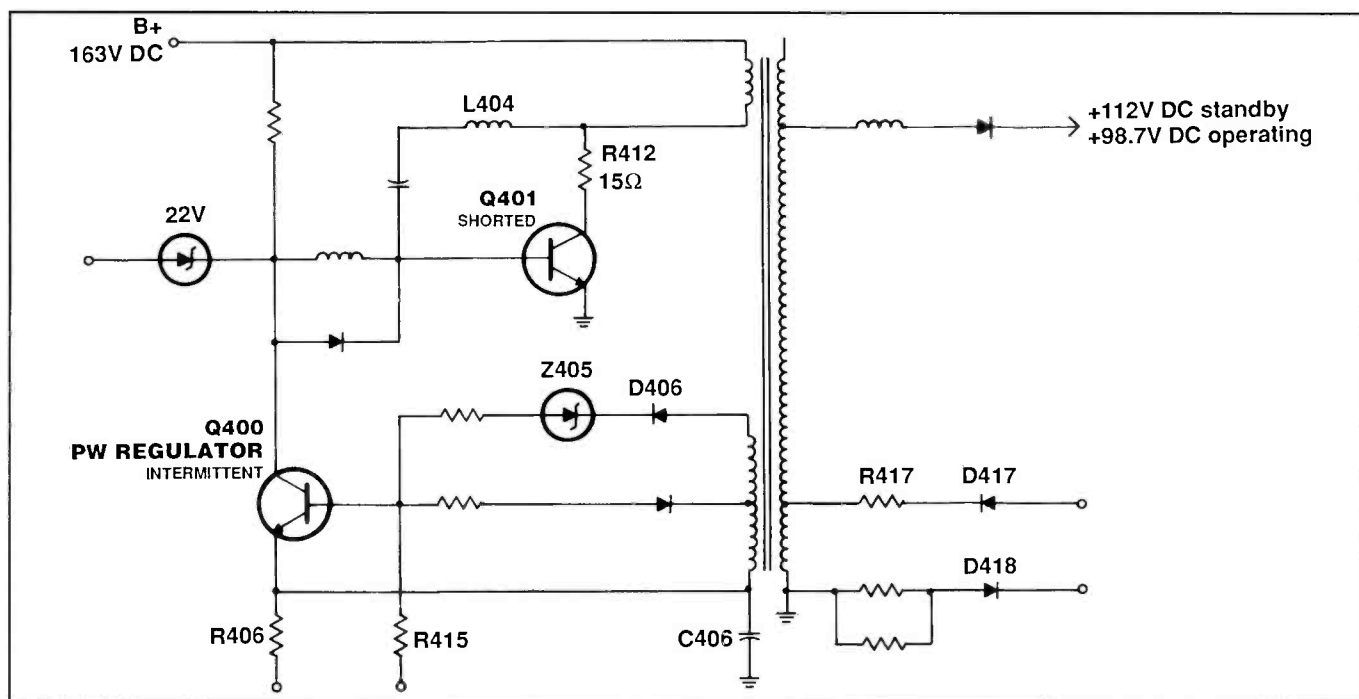 B+
163V DC
L404
+112V DC standby
+98.7V DC operating
R412
15Ω
Q401
SHORTED
22V
Z405
D406
Q400
PW REGULATOR
INTERMITTENT
R417
D417
D418
R406
R415
C406